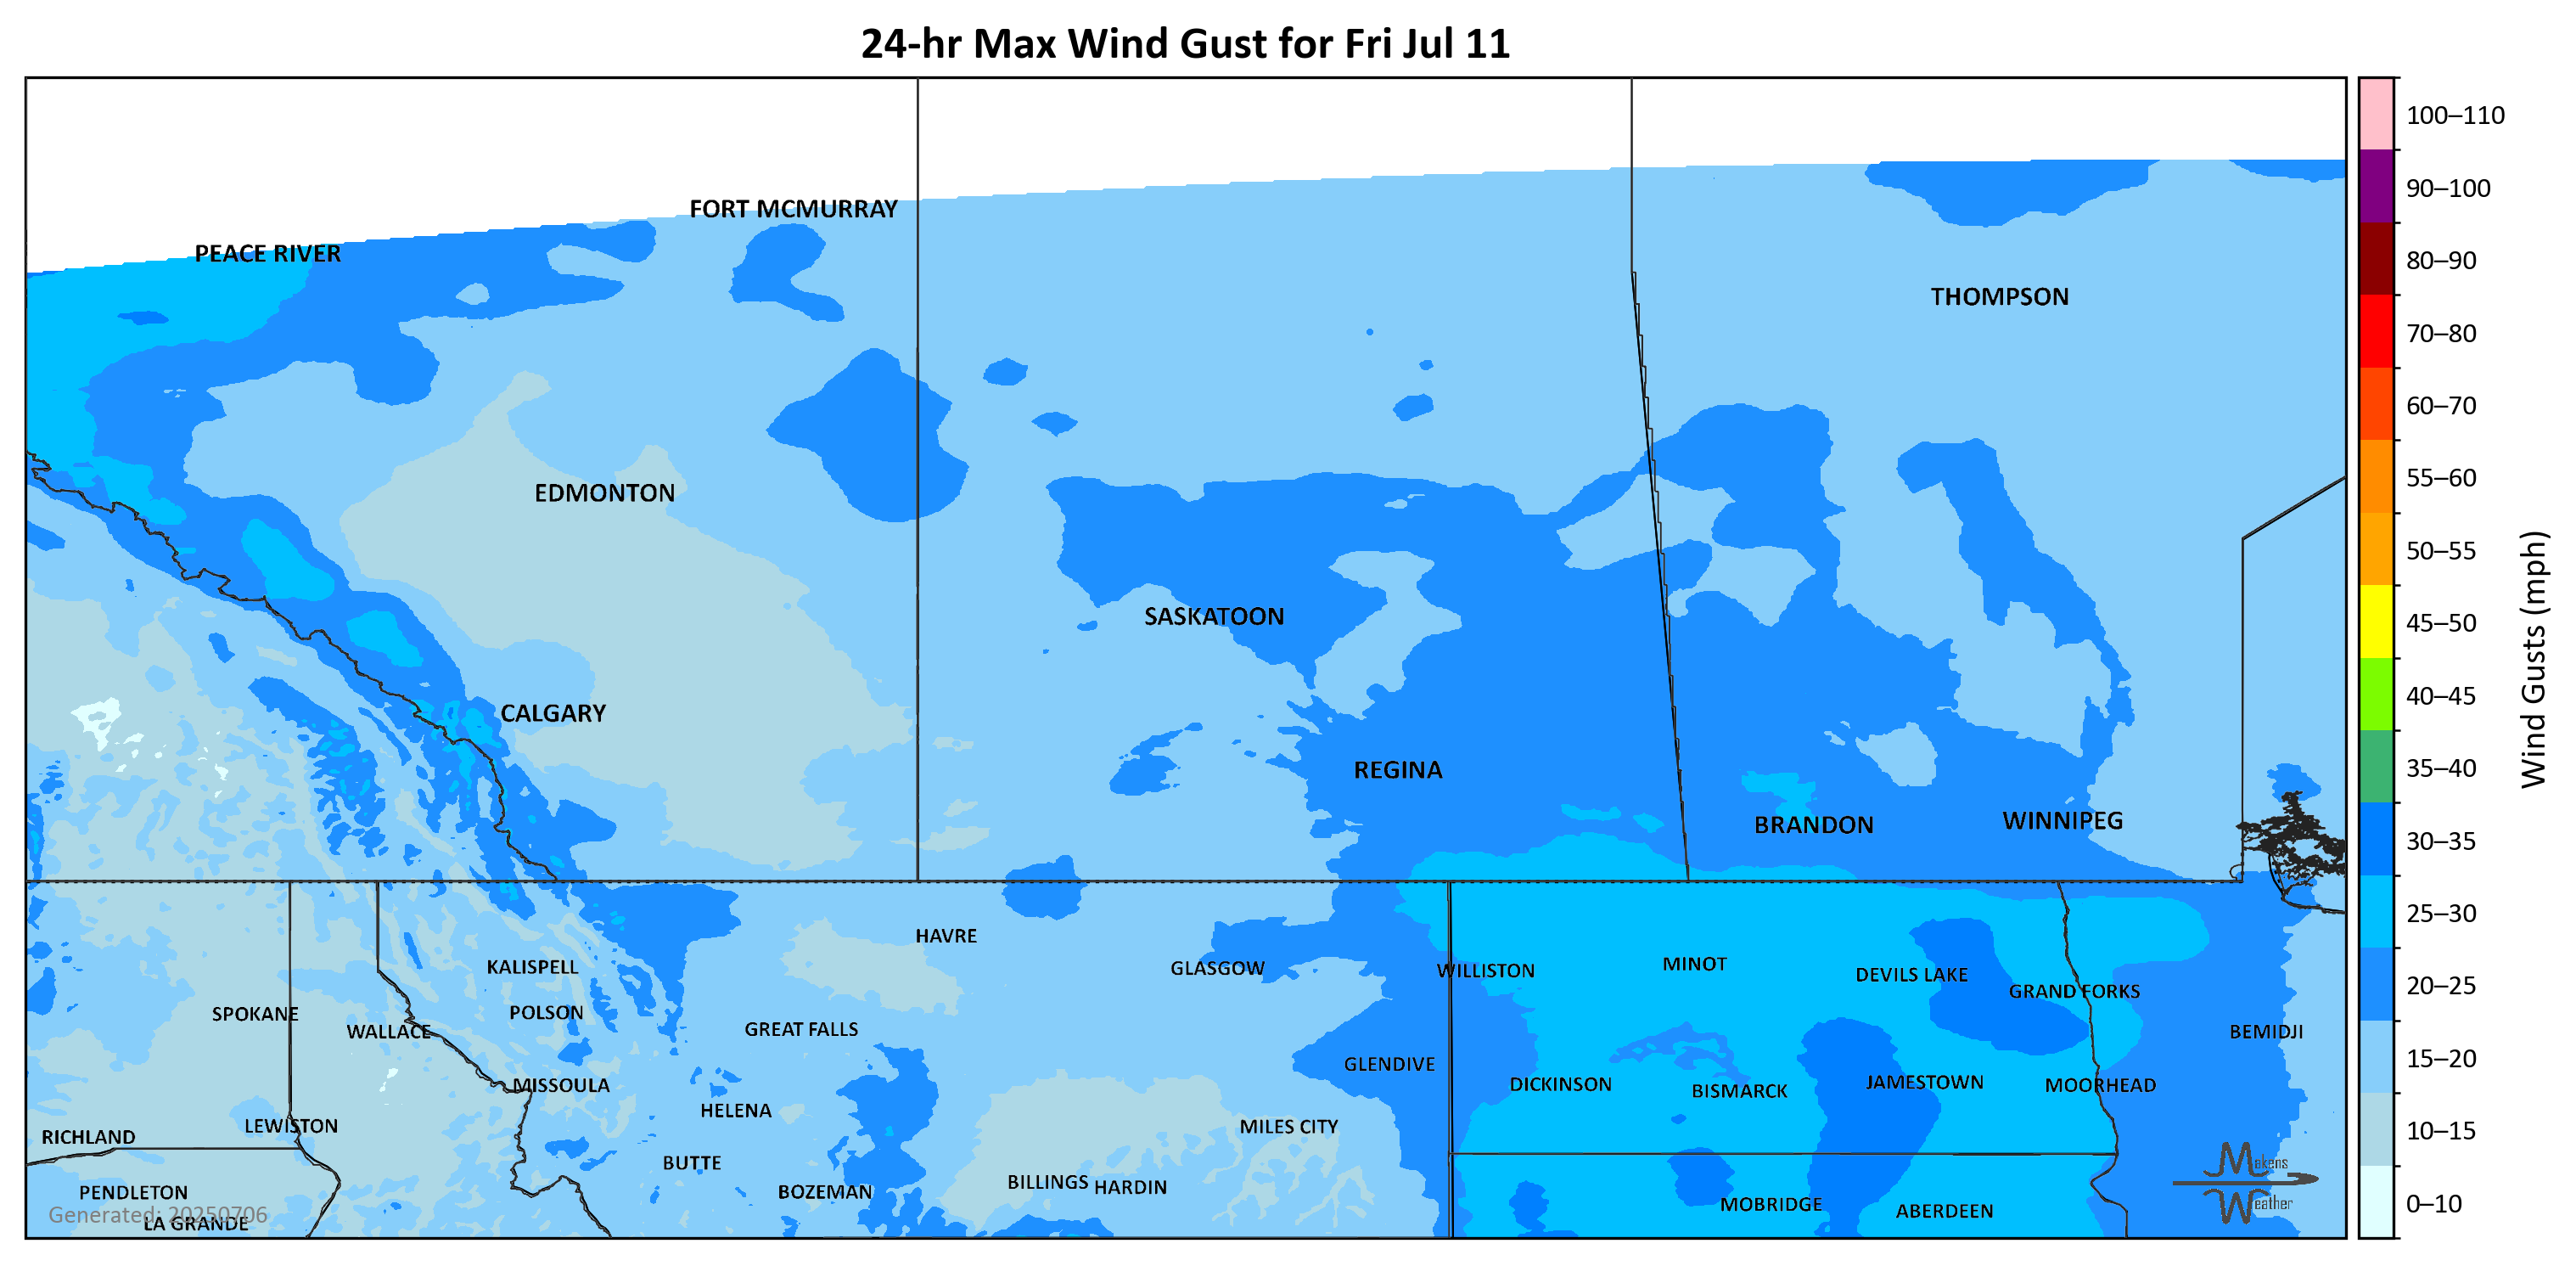 24-hr Max Wind Gust for Fri Jul 11
FORT MCMURRAY
PEACE RIVER
THOMPSON
EDMONTON
SASKATOON
CALGARY
REGINA
BRANDON
WINNIPEG
HAVRE
KALISPELL
GLASGOW
WILLISTON
MINOT
DEVILS LAKE
GRAND FORKS
SPOKANE
POLSON
WALLACE
GREAT FALLS
BEMIDJI
GLENDIVE
MISSOULA
DICKINSON
BISMARCK
JAMESTOWN
MOORHEAD
HELENA
LEWISTON
MILES CITY
RICHLAND
BUTTE
BILLINGS
HARDIN
PENDLETON
BOZEMAN
MOBRIDGE
ABERDEEN
Generated: 20250706
LA GRANDE
Makens
Weather
100–110
90–100
80–90
70–80
60–70
55–60
50–55
45–50
40–45
35–40
30–35
25–30
20–25
15–20
10–15
0–10
Wind Gusts (mph)